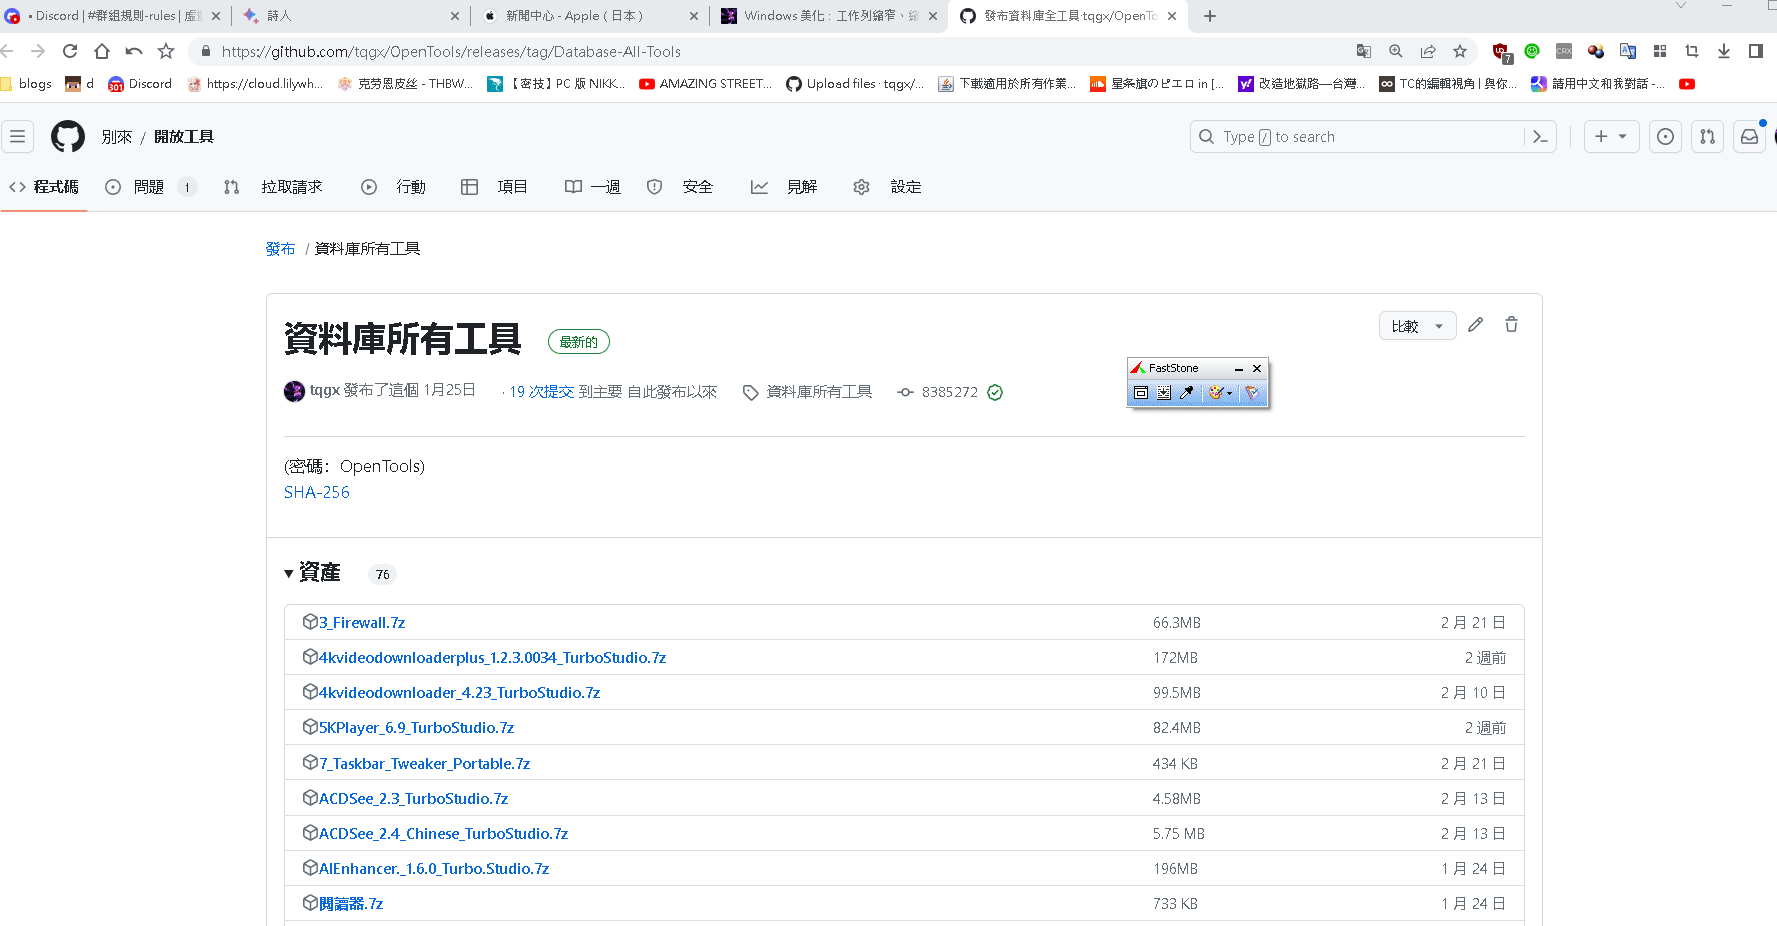 • Discord | #群組規則-rules | 虛
詩人
新聞中心 - Apple（日本）
Windows 美化：工作列縮窄、縮
發布資料庫全工具·tqgx/OpenTo
https://github.com/tqgx/OpenTools/releases/tag/Database-All-Tools
7
CRX
blogs
d
301
Discord
https://cloud.lilywh...
克劳恩皮丝 - THBW...
【密技】PC 版 NIKK...
AMAZING STREET...
Upload files · tqgx/...
下載適用於所有作業...
星条旗のピエロ in [...
改造地獄路—台灣...
TC的編輯視角 | 與你...
請用中文和我對話 -...
別來 / 開放工具
Type / to search
程式碼
問題 1
拉取請求
行動
項目
一週
安全
見解
設定
發布 / 資料庫所有工具
資料庫所有工具 最新的
比較
tqgx 發布了這個 1月25日 · 19 次提交 到主要 自此發布以來 資料庫所有工具 8385272
FastStone
(密碼：OpenTools)
SHA-256
資產 76
3_Firewall.7z 66.3MB 2 月 21 日
4kvideodownloaderplus_1.2.3.0034_TurboStudio.7z 172MB 2 週前
4kvideodownloader_4.23_TurboStudio.7z 99.5MB 2 月 10 日
5KPlayer_6.9_TurboStudio.7z 82.4MB 2 週前
7_Taskbar_Tweaker_Portable.7z 434 KB 2 月 21 日
ACDSee_2.3_TurboStudio.7z 4.58MB 2 月 13 日
ACDSee_2.4_Chinese_TurboStudio.7z 5.75 MB 2 月 13 日
AIEnhancer._1.6.0_Turbo.Studio.7z 196MB 1 月 24 日
閱讀器.7z 733 KB 1 月 24 日